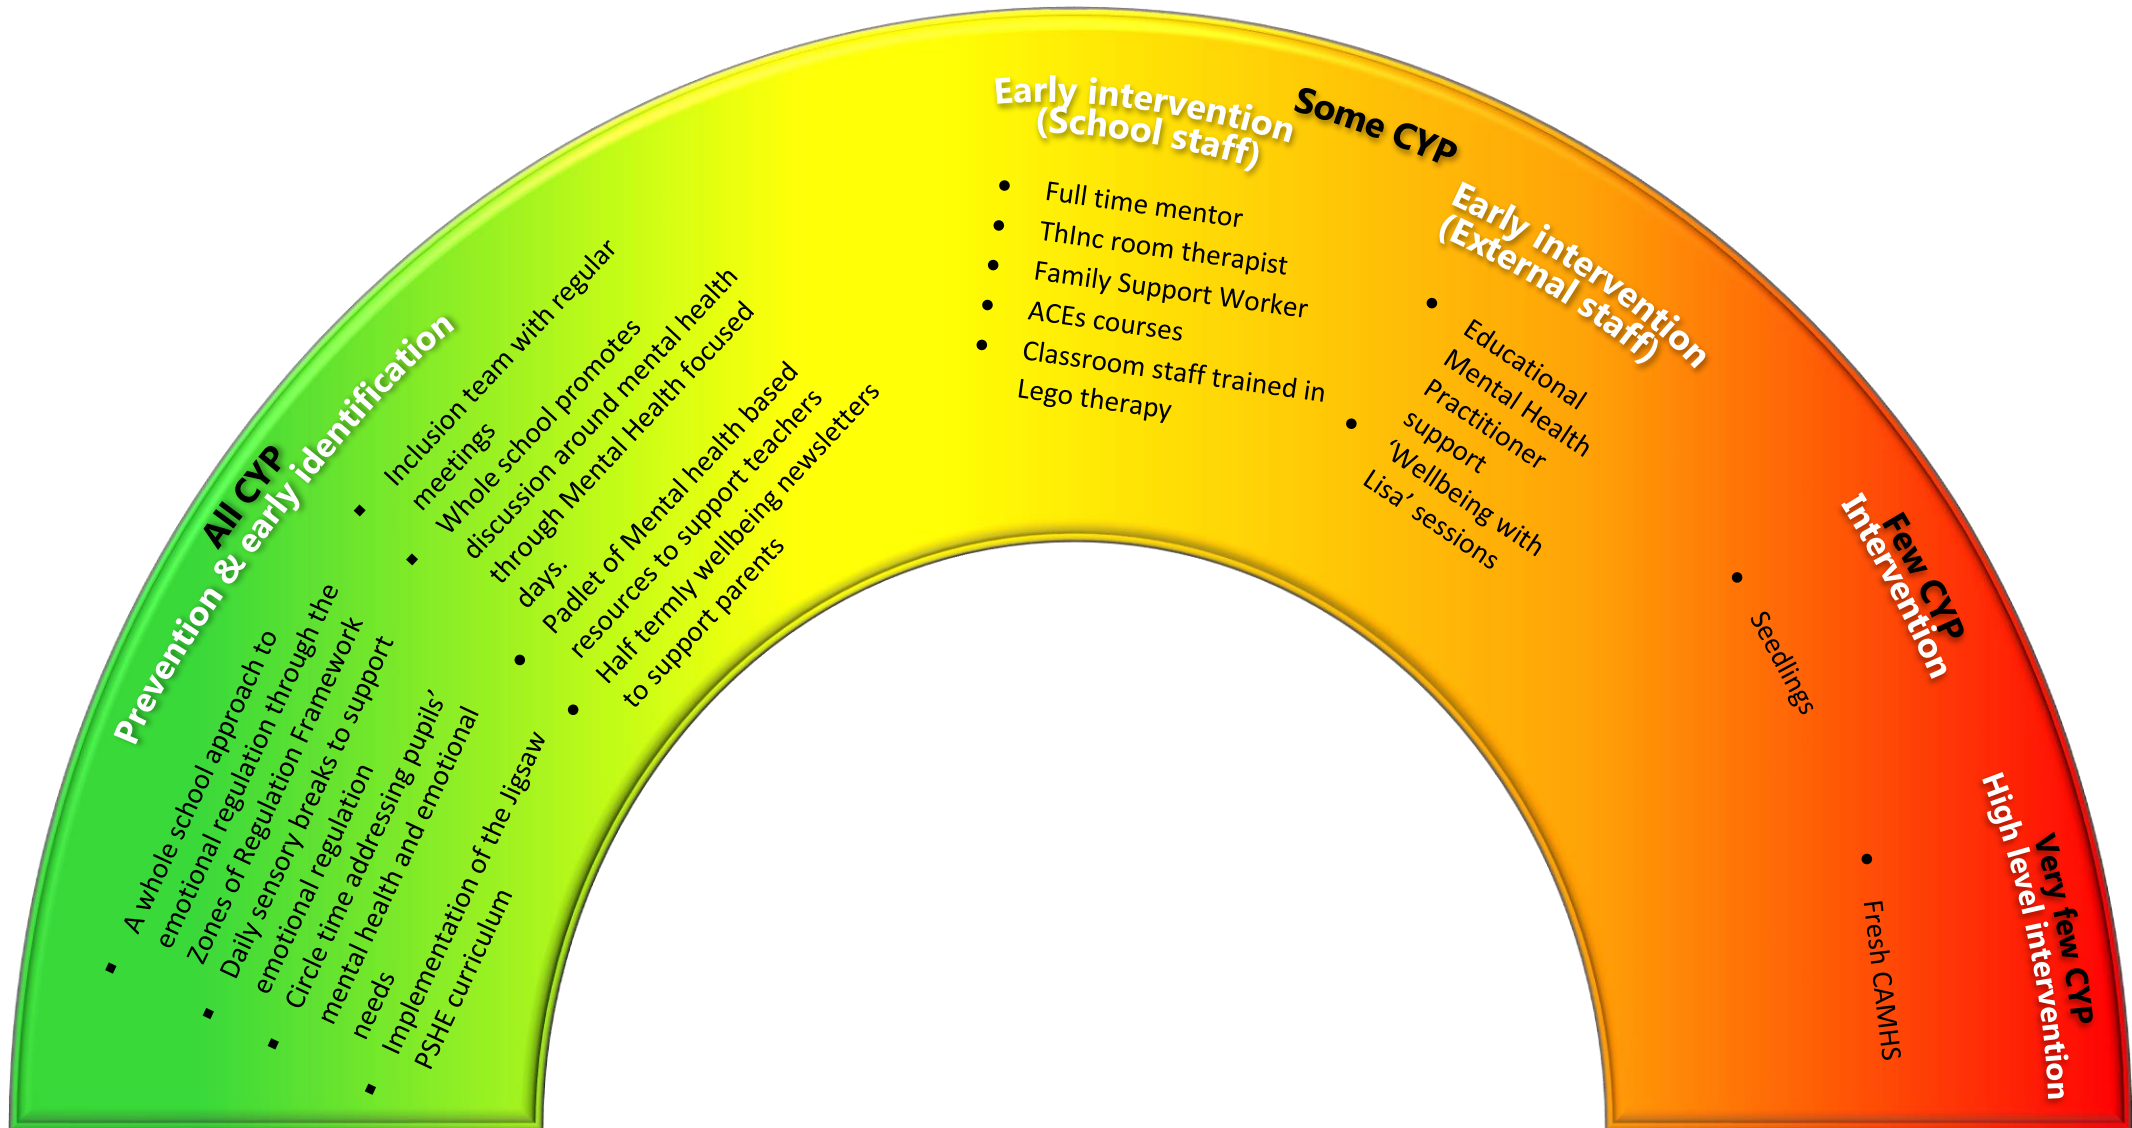 All CYP
Prevention & early identification
A whole school approach to
emotional regulation through the
Zones of Regulation Framework
Daily sensory breaks to support
emotional regulation
Circle time addressing pupils’
mental health and emotional
needs
Implementation of the Jigsaw
PSHE curriculum
Inclusion team with regular
meetings
Whole school promotes
discussion around mental health
through Mental Health focused
days.
Padlet of Mental health based
resources to support teachers
Half termly wellbeing newsletters
to support parents
Some CYP
Early intervention
(School staff)
Full time mentor
ThInc room therapist
Family Support Worker
ACEs courses
Classroom staff trained in
Lego therapy
Early intervention
(External staff)
Educational
Mental Health
Practitioner
support
‘Wellbeing with
Lisa’ sessions
Few CYP
Intervention
Seedlings
Very few CYP
High level intervention
Fresh CAMHS